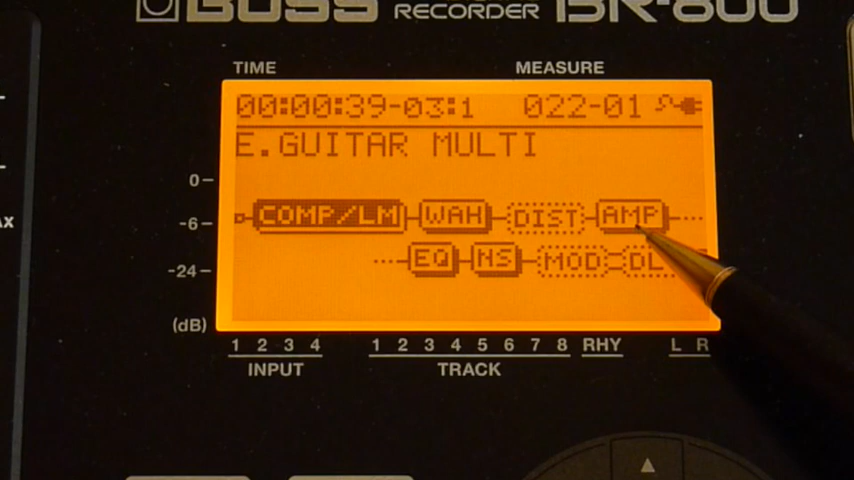 BOSS RECORDER BR-800
TIME MEASURE
00:00:39-03:1 022-01
E.GUITAR MULTI
0
COMP/LM WAH DIST AMP
-6
EQ NS MOD DL
-24
(dB)
1 2 3 4 1 2 3 4 5 6 7 8 RHY L R
INPUT TRACK